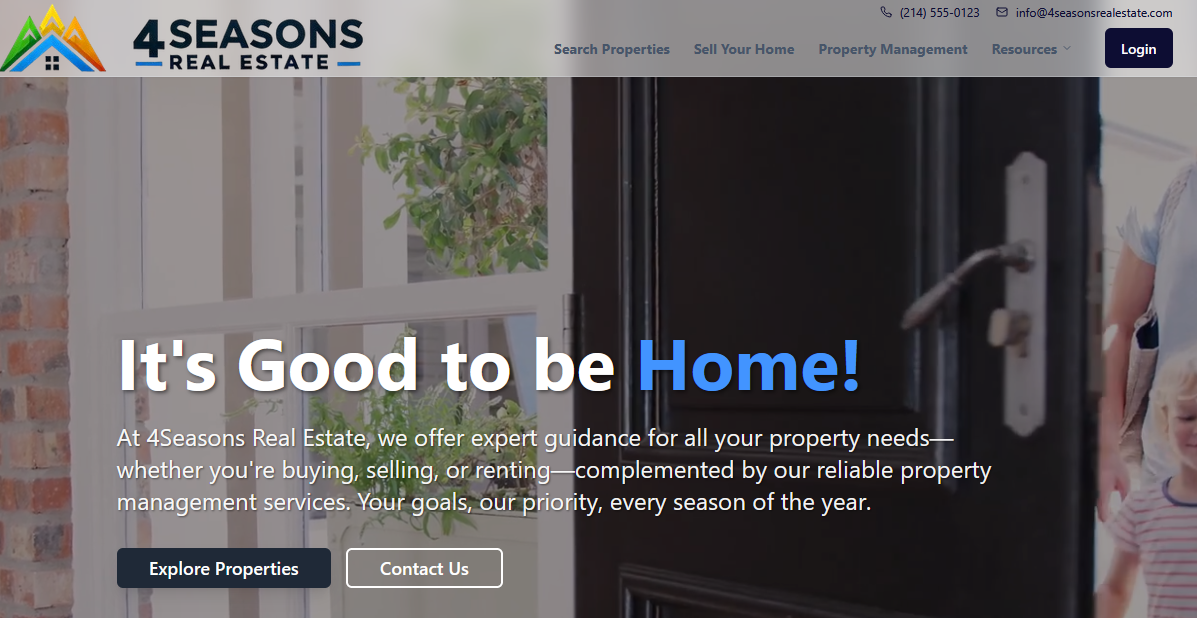 4SEASONS
REAL ESTATE
(214) 555-0123 info@4seasonsrealestate.com
Search Properties Sell Your Home Property Management Resources Login
It's Good to be Home!
At 4Seasons Real Estate, we offer expert guidance for all your property needs—
whether you're buying, selling, or renting—complemented by our reliable property
management services. Your goals, our priority, every season of the year.
Explore Properties Contact Us